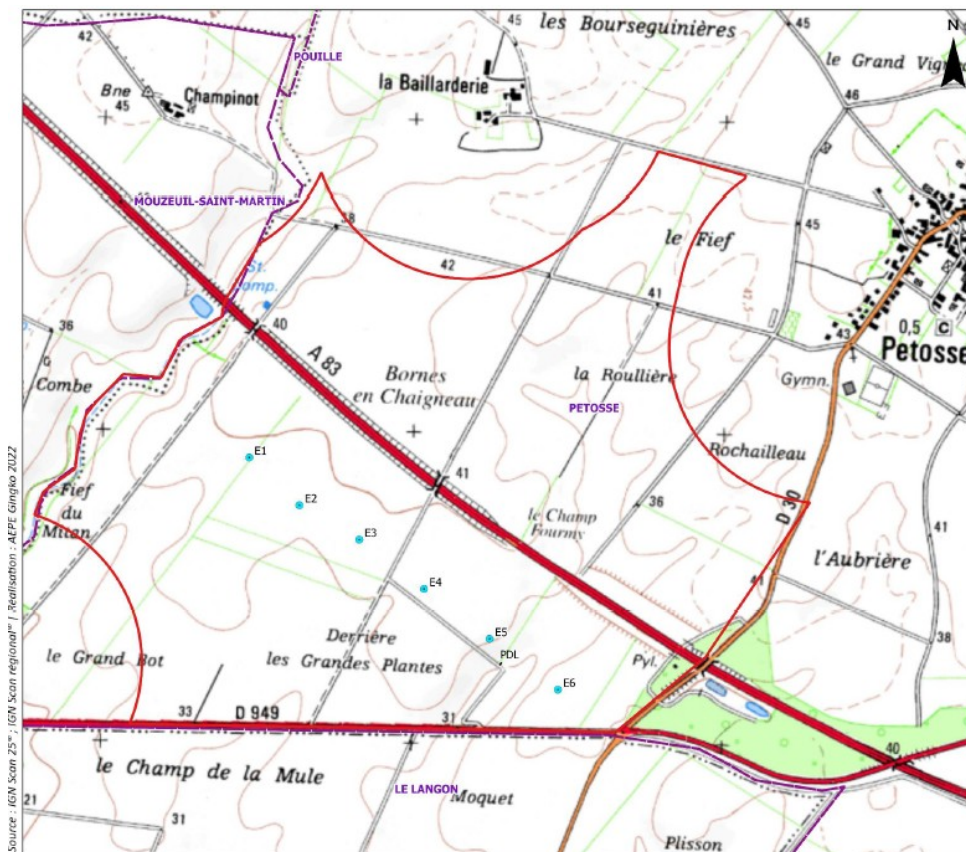 42
45
les Bourseguinières
N
POUILLE
la Baillarderie
le Grand
Bne
45
Champinot
46
MOUZEUIL-SAINT-MARTIN
38
45
le Fief
42
St.
41
40
36
0,5
C
43
Petosse
A 83
Combe
Bornes
en Chaigneau
la Roullière
Gymn.
PETOSSE
E1
41
Rochailleau
Fief
du
Milan
E2
le Champ
Fourmy
36
D 30
E3
41
l'Aubrière
E4
41
Derrière
les Grandes Plantes
E5
PDL
38
le Grand Bot
Pyl.
E6
33
D 949
31
40
le Champ de la Mule
LE LANGON
Moquet
21
31
Plisson
Source : IGN Scan 25® ; IGN Scan régional® | Réalisation : AEPE Gingko 2022